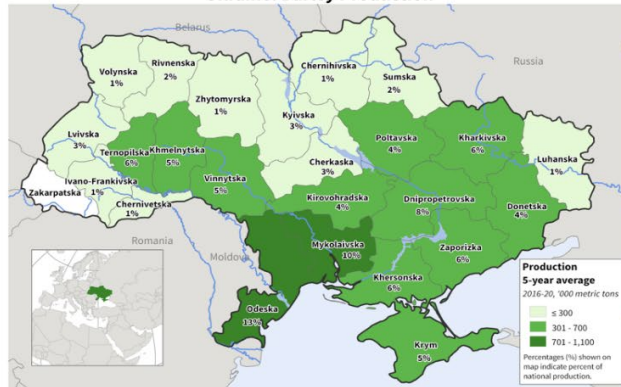 Belarus
Russia
Volynska
1%
Rivnenska
2%
Zhytomyrska
1%
Chernihivska
1%
Sumska
2%
Kyivska
3%
Lvivska
3%
Ternopilska
6%
Khmelnytska
5%
Vinnytska
5%
Cherkaska
3%
Poltavska
4%
Kharkivska
6%
Luhanska
1%
Zakarpatska
Ivano-Frankivska
1%
Chernivetska
1%
Kirovohradska
4%
Dnipropetrovska
8%
Donetska
4%
Romania
Moldova
Mykolaivska
10%
Zaporizka
6%
Khersonska
6%
Odeska
13%
Krym
5%
Production
5-year average
2016-20, '000 metric tons
≤ 300
301 - 700
701 - 1,100
Percentages (%) shown on
map indicate percent of
national production.